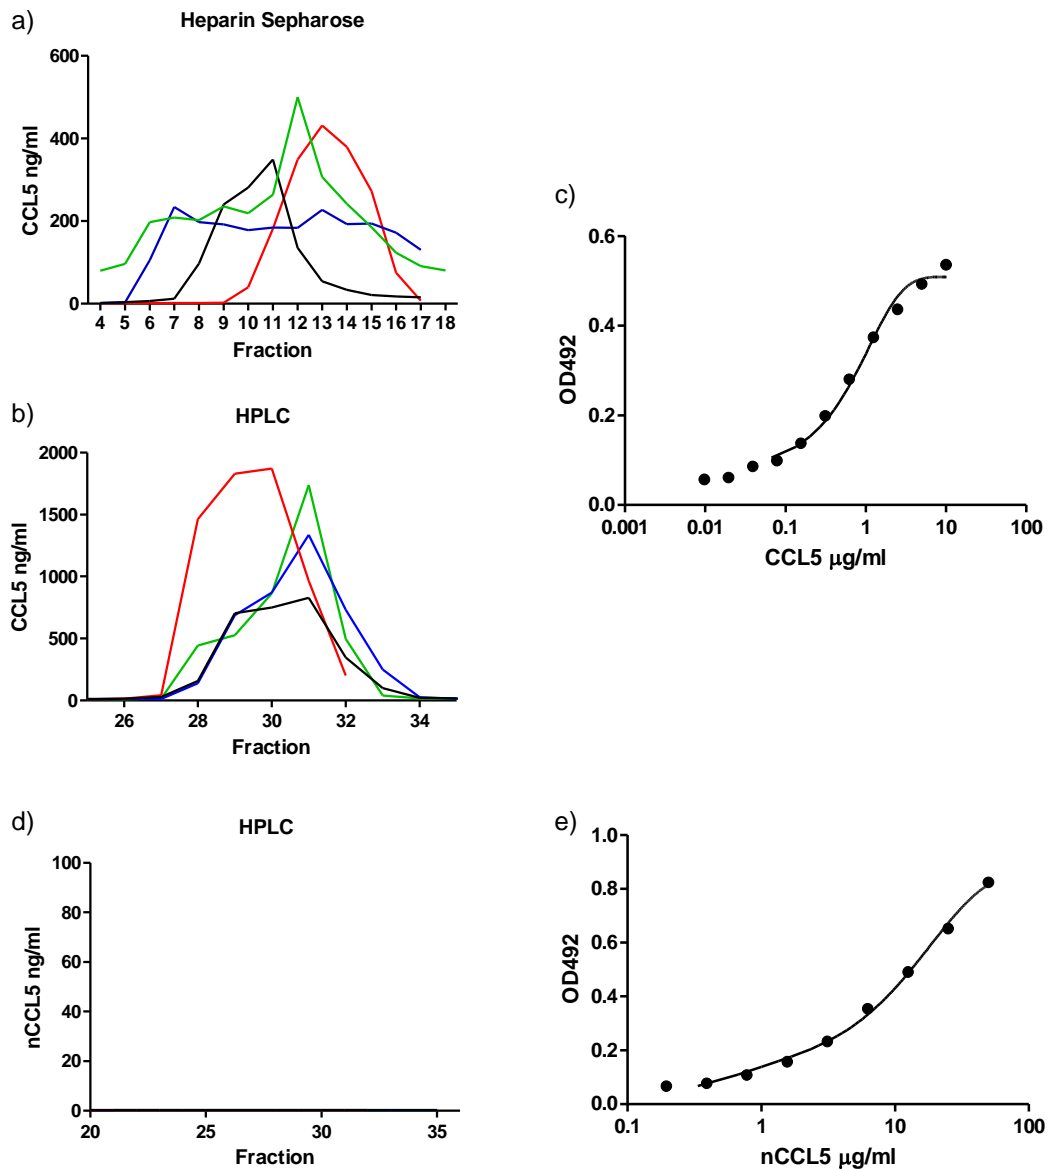 a)
Heparin Sepharose
600
400
200
0
CCL5 ng/ml
4 5 6 7 8 9 10 11 12 13 14 15 16 17 18
Fraction
b)
HPLC
2000
1500
1000
500
0
CCL5 ng/ml
26 28 30 32 34
Fraction
c)
0.6
0.4
0.2
0.0
OD492
0.001 0.01 0.1 1 10 100
CCL5 μg/ml
d)
HPLC
100
80
60
40
20
0
nCCL5 ng/ml
20 25 30 35
Fraction
e)
1.0
0.8
0.6
0.4
0.2
0.0
OD492
0.1 1 10 100
nCCL5 μg/ml